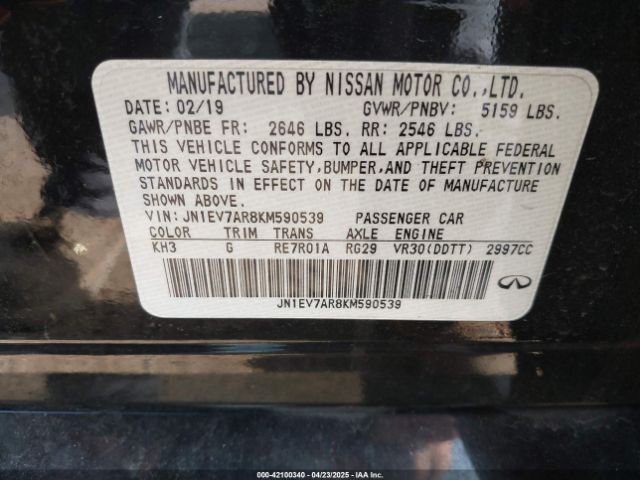 MANUFACTURED BY NISSAN MOTOR CO.,LTD.
DATE: 02/19 GVWR/PNBV: 5159 LBS.
GAWR/PNBE FR: 2646 LBS. RR: 2546 LBS.
THIS VEHICLE CONFORMS TO ALL APPLICABLE FEDERAL
MOTOR VEHICLE SAFETY,BUMPER,AND THEFT PREVENTION
STANDARDS IN EFFECT ON THE DATE OF MANUFACTURE
SHOWN ABOVE.
VIN: JN1EV7AR8KM590539 PASSENGER CAR
COLOR TRIM TRANS AXLE ENGINE
KH3 G RE7R01A RG29 VR30(DDTT) 2997CC
JN1EV7AR8KM590539
000-42100340 - 04/23/2025 - IAA Inc.